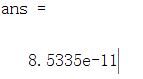 ans =
8.5335e-11